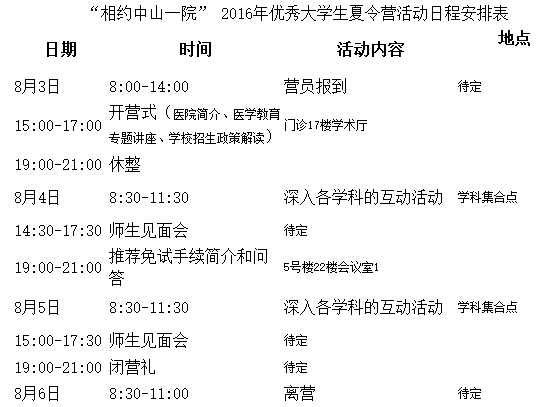 “相约中山一院” 2016年优秀大学生夏令营活动日程安排表
日期 时间 活动内容 地点
8月3日 8:00-14:00 营员报到 待定
15:00-17:00 开营式（医院简介、医学教育专题讲座、学校招生政策解读） 门诊17楼学术厅
19:00-21:00 休整
8月4日 8:30-11:30 深入各学科的互动活动 学科集合点
14:30-17:30 师生见面会 待定
19:00-21:00 推荐免试手续简介和问答 5号楼22楼会议室1
8月5日 8:30-11:30 深入各学科的互动活动 学科集合点
15:00-17:30 师生见面会 待定
19:00-21:00 闭营礼 待定
8月6日 8:30-11:00 离营 待定